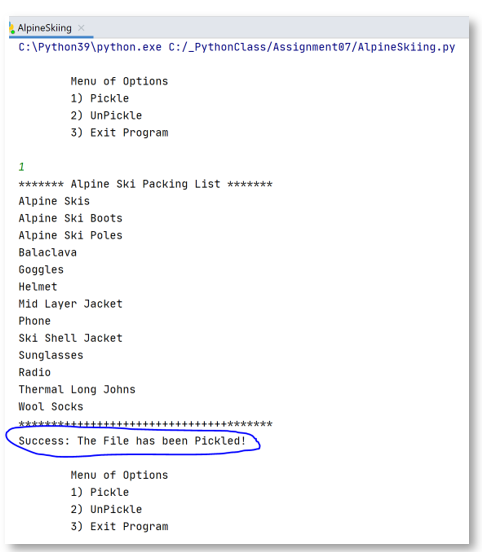 AlpineSkiing ×
C:\Python39\python.exe C:/_PythonClass/Assignment07/AlpineSkiing.py
Menu of Options
1) Pickle
2) UnPickle
3) Exit Program
1
******* Alpine Ski Packing List *******
Alpine Skis
Alpine Ski Boots
Alpine Ski Poles
Balaclava
Goggles
Helmet
Mid Layer Jacket
Phone
Ski Shell Jacket
Sunglasses
Radio
Thermal Long Johns
Wool Socks
*******+++++++++++++++++++++++++*******
Success: The File has been Pickled!
Menu of Options
1) Pickle
2) UnPickle
3) Exit Program